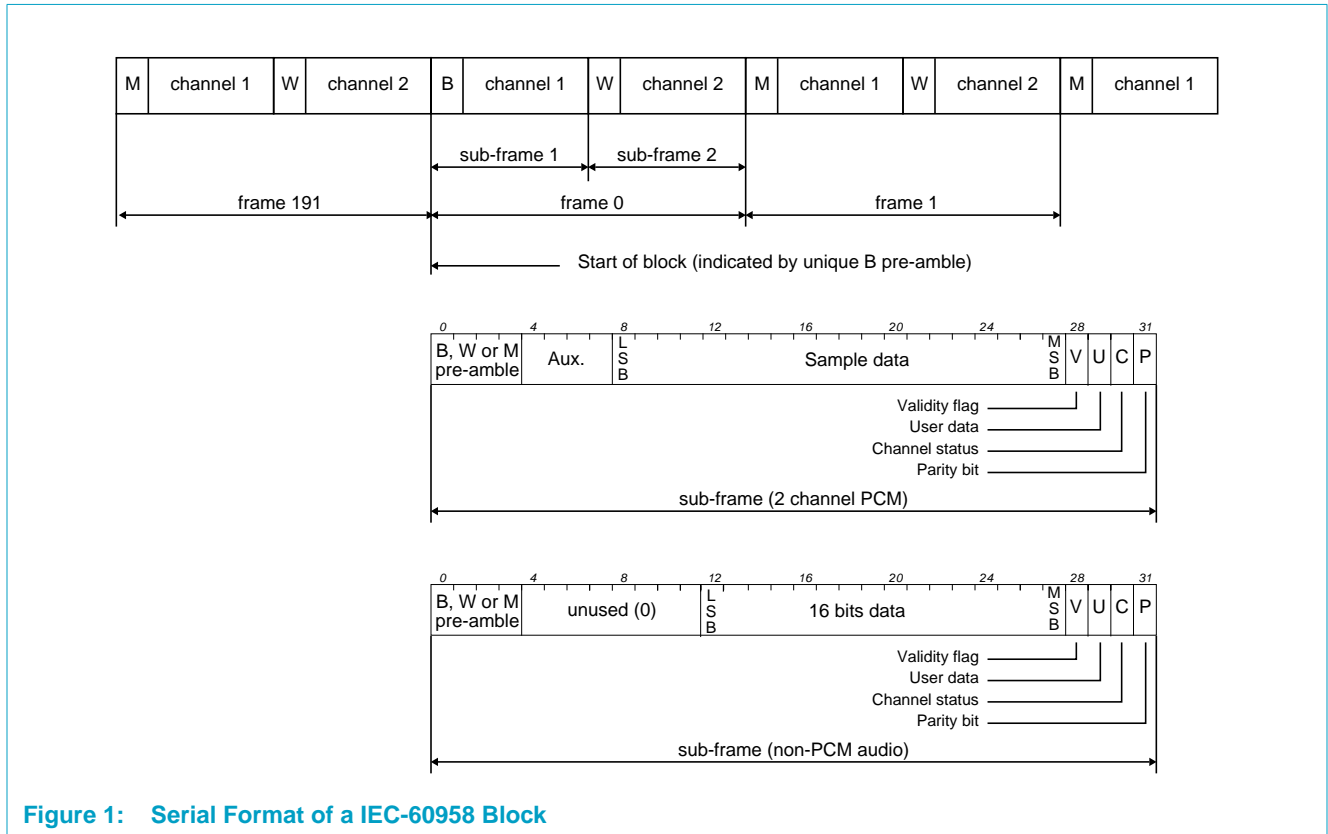 M channel 1 W channel 2 B channel 1 W channel 2 M channel 1 W channel 2 M channel 1
sub-frame 1 sub-frame 2
frame 191 frame 0 frame 1
Start of block (indicated by unique B pre-amble)
0 4 8 12 16 20 24 28 31
B, W or M pre-amble Aux. LSB Sample data MSB V U C P
Validity flag
User data
Channel status
Parity bit
sub-frame (2 channel PCM)
0 4 8 12 16 20 24 28 31
B, W or M pre-amble unused (0) LSB 16 bits data MSB V U C P
Validity flag
User data
Channel status
Parity bit
sub-frame (non-PCM audio)
Figure 1: Serial Format of a IEC-60958 Block